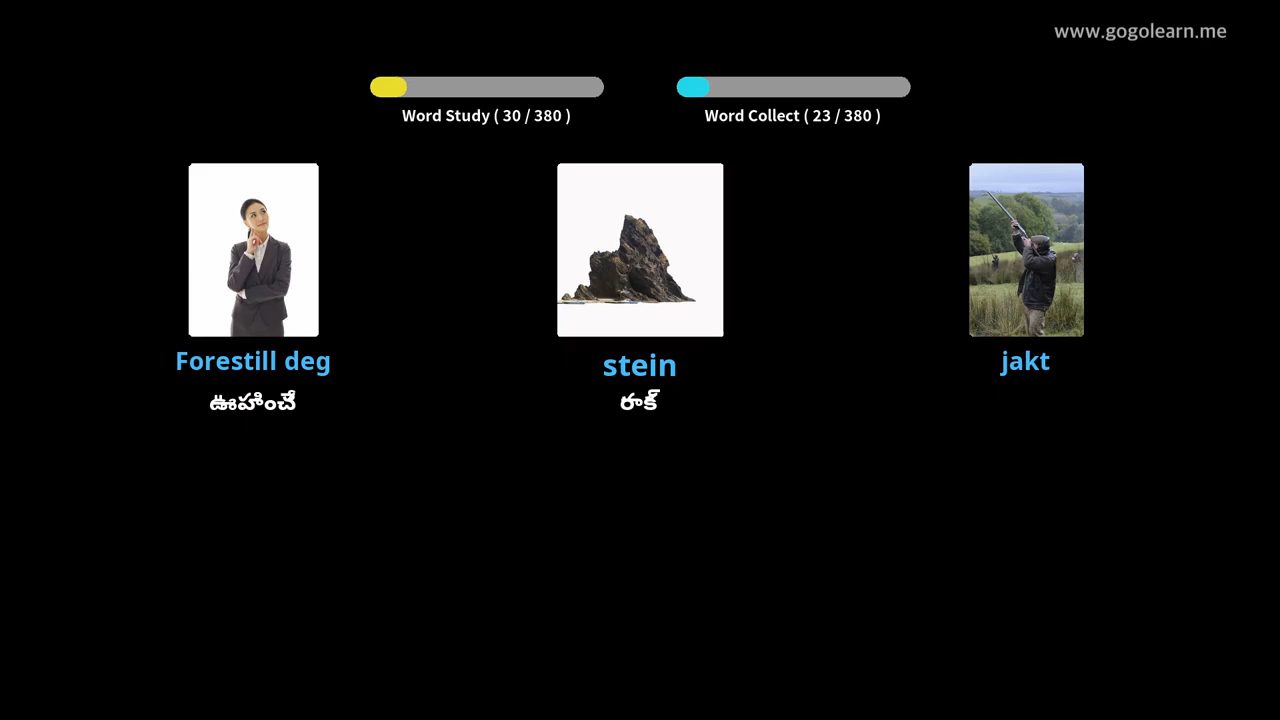 www.gogolearn.me
Word Study ( 30 / 380 )
Word Collect ( 23 / 380 )
Forestill deg
stein
jakt
ఊహించే
రాక్